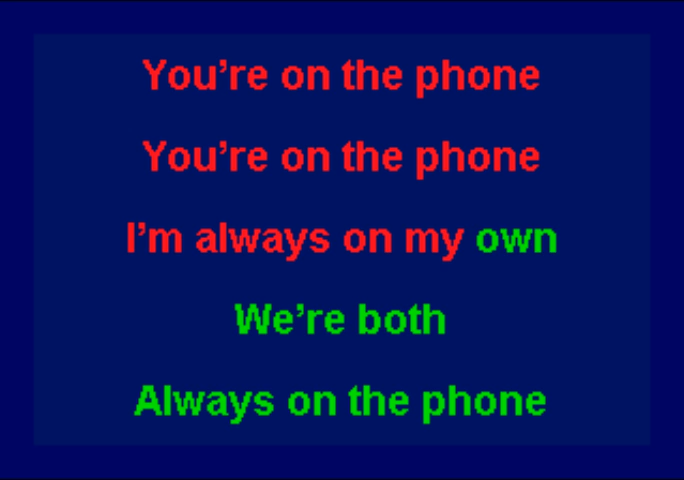 You’re on the phone
You’re on the phone
I’m always on my own
We’re both
Always on the phone